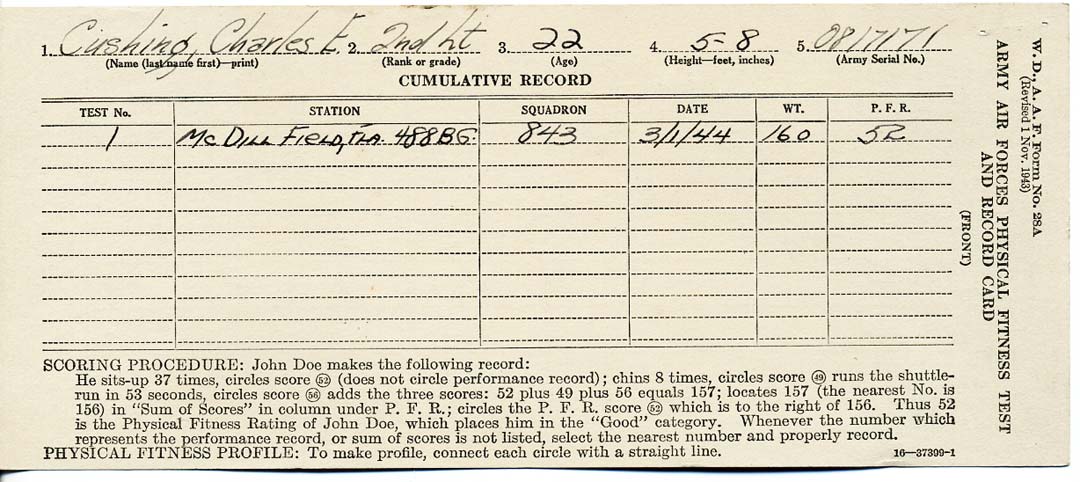 1. Cushing, Charles E. 2. 2nd Lt 3. 22 4. 5-8 5. 0817171
(Name (last name first)—print) (Rank or grade) (Age) (Height—feet, inches) (Army Serial No.)
CUMULATIVE RECORD
TEST No. STATION SQUADRON DATE WT. P. F. R.
1 McDill Field, Fla. 488BG. 843 3/1/44 160 52
SCORING PROCEDURE: John Doe makes the following record:
He sits-up 37 times, circles score (52) (does not circle performance record); chins 8 times, circles score (49) runs the shuttle-
run in 53 seconds, circles score (56) adds the three scores: 52 plus 49 plus 56 equals 157; locates 157 (the nearest No. is
156) in “Sum of Scores” in column under P. F. R.; circles the P. F. R. score (52) which is to the right of 156. Thus 52
is the Physical Fitness Rating of John Doe, which places him in the “Good” category. Whenever the number which
represents the performance record, or sum of scores is not listed, select the nearest number and properly record.
PHYSICAL FITNESS PROFILE: To make profile, connect each circle with a straight line.
16—37399-1
W. D., A. A. F. Form No. 28A
(Revised 1 Nov. 1943)
ARMY AIR FORCES PHYSICAL FITNESS TEST
AND RECORD CARD
(FRONT)